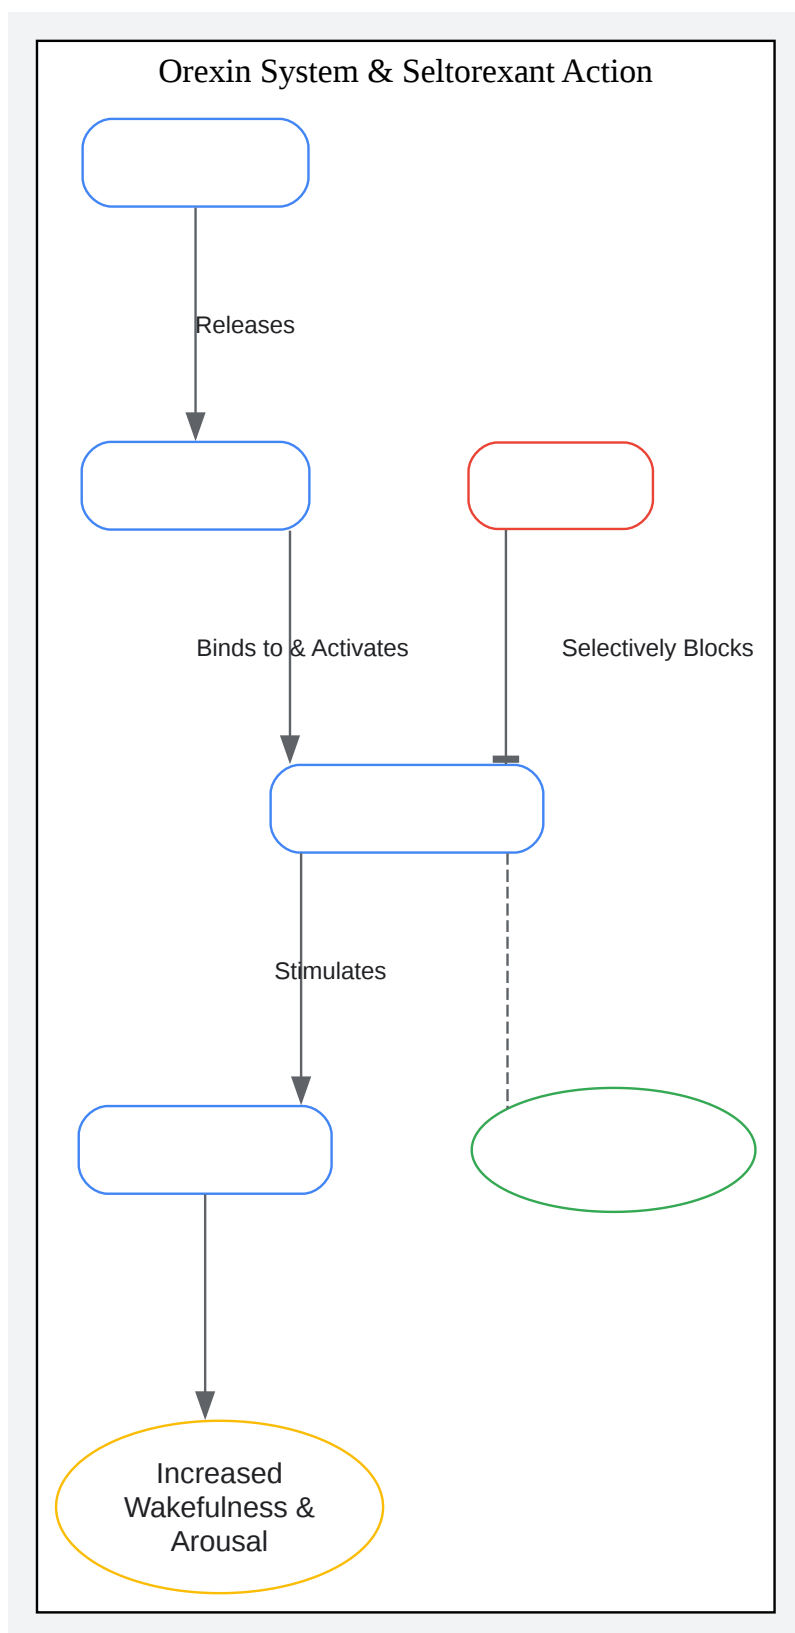 Orexin System & Seltorexant Action
Releases
Binds to & Activates
Selectively Blocks
Stimulates
Increased
Wakefulness &
Arousal